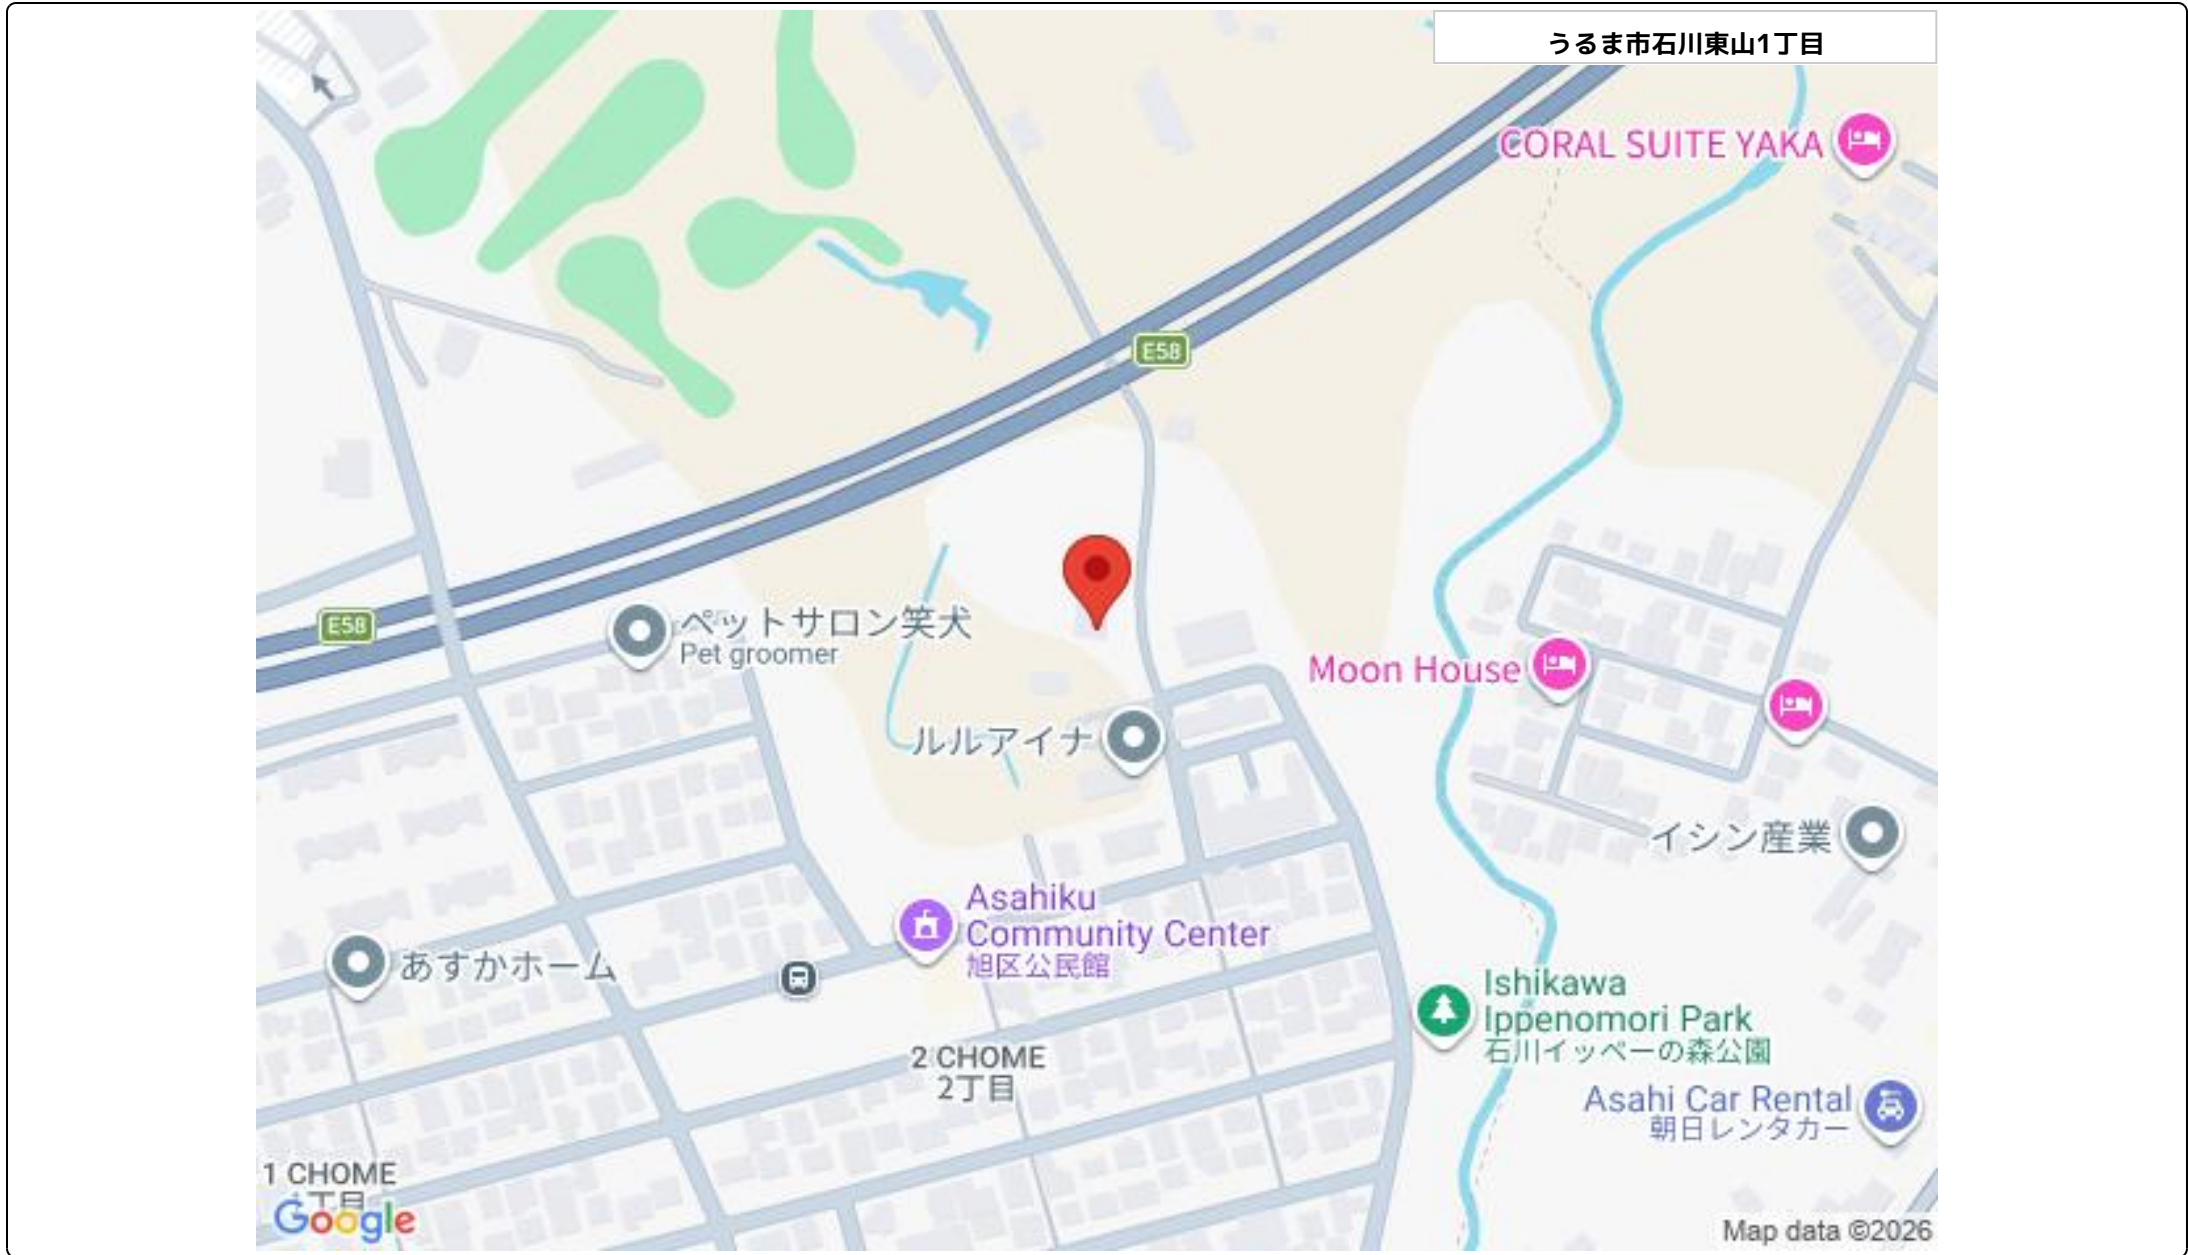 うるま市石川東山1丁目
CORAL SUITE YAKA
E58
E58
ペットサロン笑犬
Pet groomer
Moon House
ルルアイナ
イシン産業
Asahiku
Community Center
旭区公民館
あすかホーム
Ishikawa
Ippenomori Park
石川イッペーの森公園
2 CHOME
2丁目
Asahi Car Rental
朝日レンタカー
1 CHOME
1丁目
Google
Map data ©2026